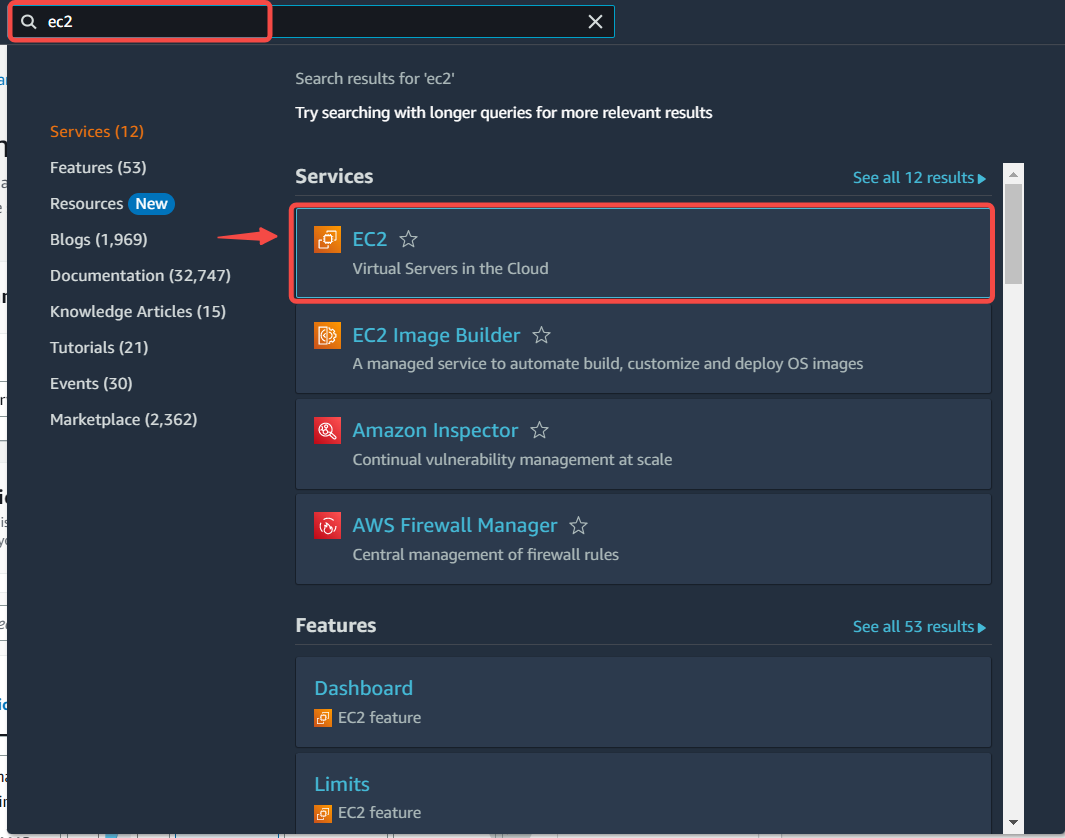 ec2
Search results for 'ec2'
Try searching with longer queries for more relevant results
Services (12)
Features (53)
Resources New
Blogs (1,969)
Documentation (32,747)
Knowledge Articles (15)
Tutorials (21)
Events (30)
Marketplace (2,362)
Services
See all 12 results
EC2
Virtual Servers in the Cloud
EC2 Image Builder
A managed service to automate build, customize and deploy OS images
Amazon Inspector
Continual vulnerability management at scale
AWS Firewall Manager
Central management of firewall rules
Features
See all 53 results
Dashboard
EC2 feature
Limits
EC2 feature